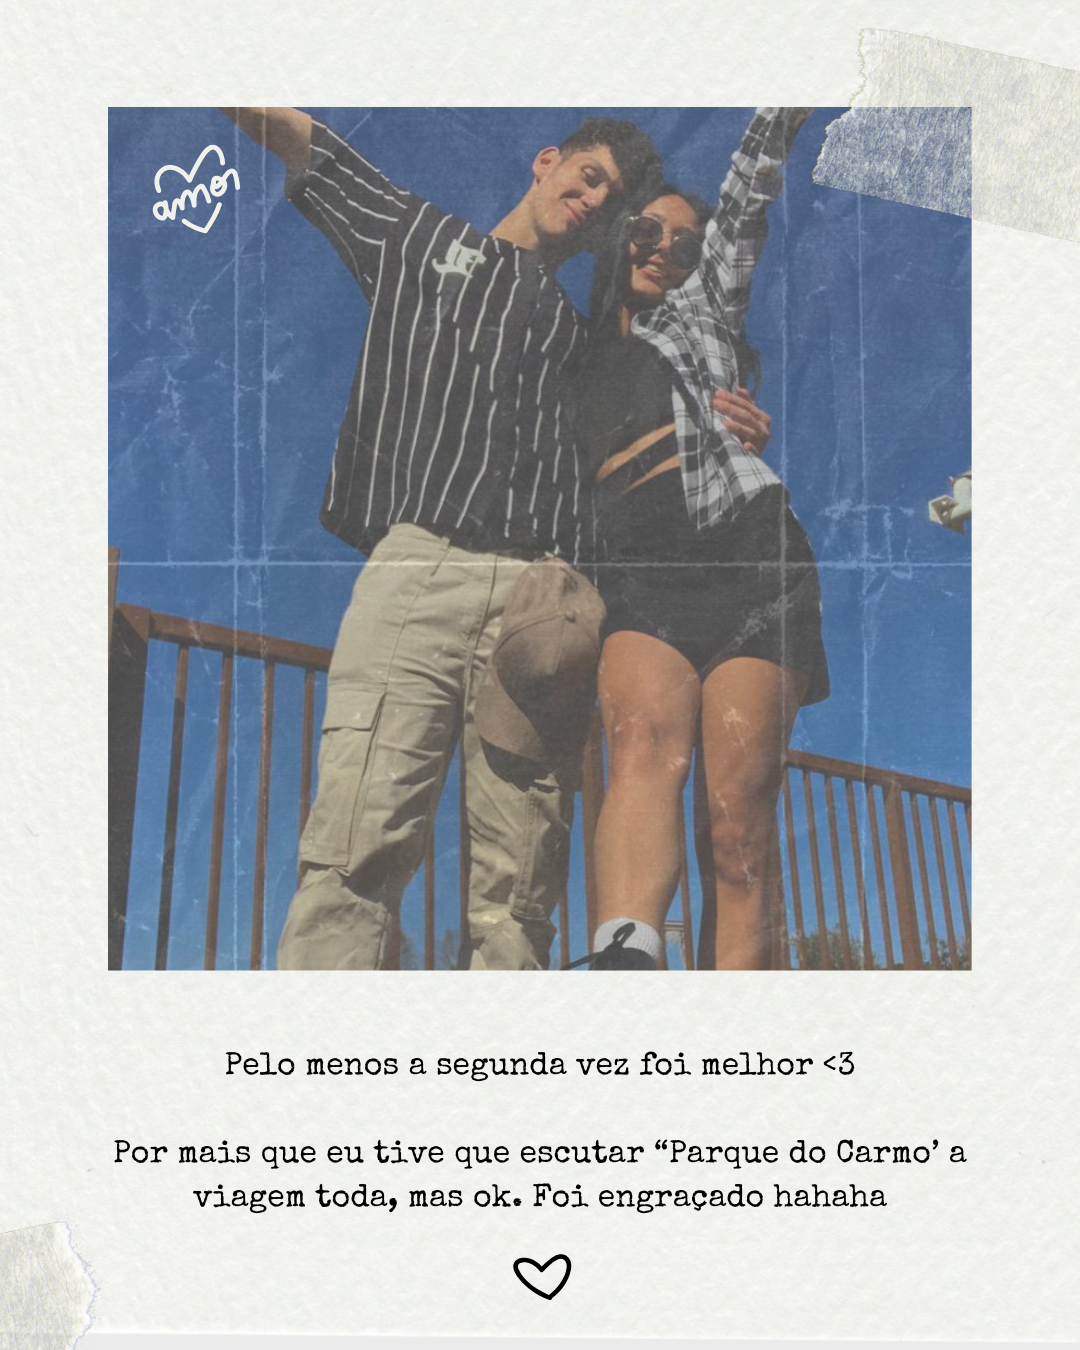 amor
Pelo menos a segunda vez foi melhor <3
Por mais que eu tive que escutar “Parque do Carmo’ a
viagem toda, mas ok. Foi engraçado hahaha